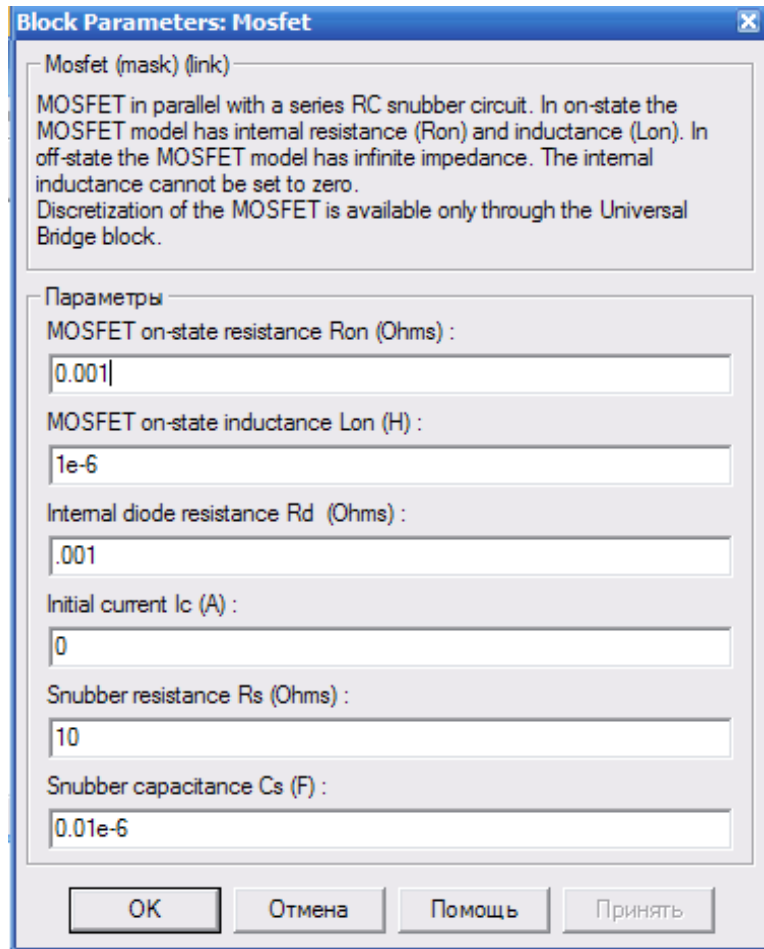 Block Parameters: Mosfet
Mosfet (mask) (link)
MOSFET in parallel with a series RC snubber circuit. In on-state the
MOSFET model has internal resistance (Ron) and inductance (Lon). In
off-state the MOSFET model has infinite impedance. The internal
inductance cannot be set to zero.
Discretization of the MOSFET is available only through the Universal
Bridge block.
Параметры
MOSFET on-state resistance Ron (Ohms) :
0.001
MOSFET on-state inductance Lon (H) :
1e-6
Internal diode resistance Rd (Ohms) :
.001
Initial current Ic (A) :
0
Snubber resistance Rs (Ohms) :
10
Snubber capacitance Cs (F) :
0.01e-6
OK Отмена Помощь Принять